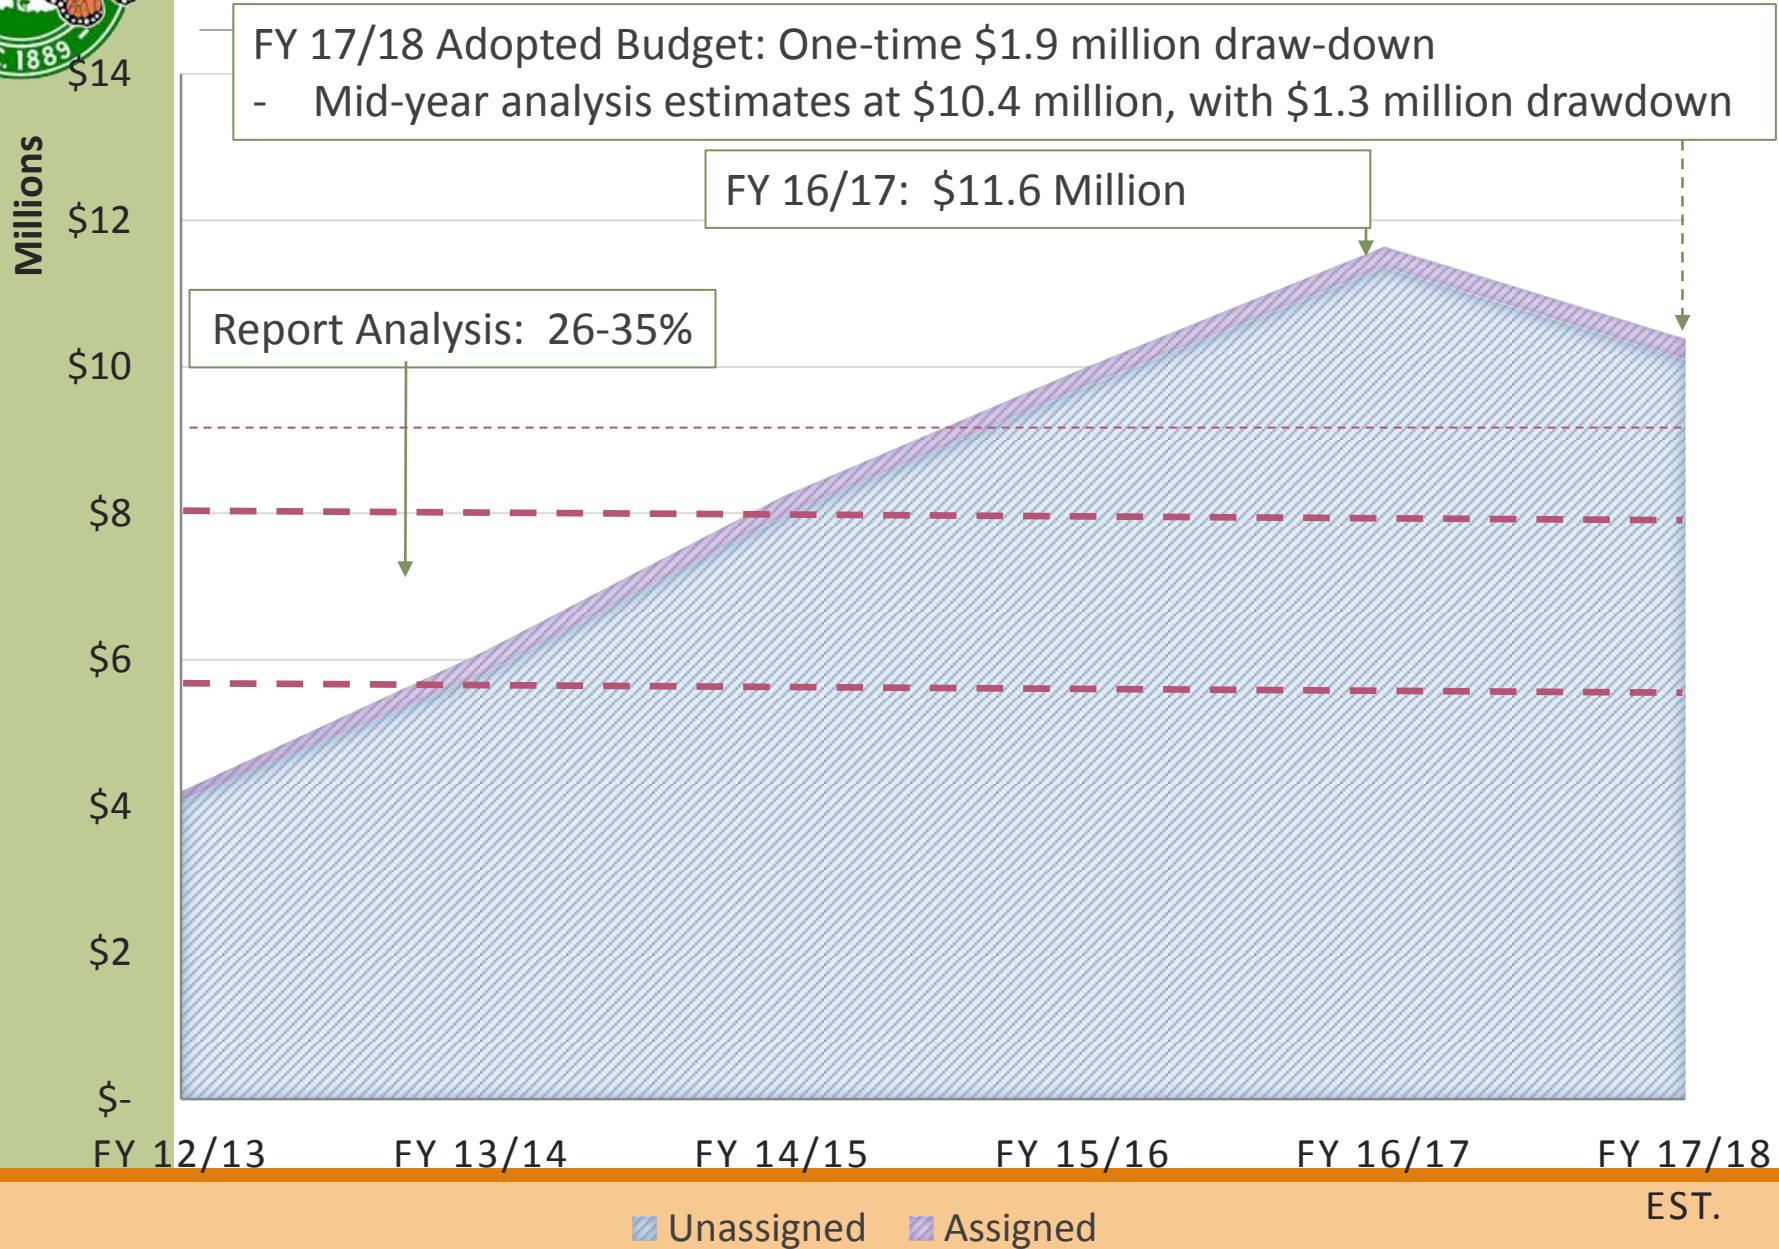 1889
FY 17/18 Adopted Budget: One-time $1.9 million draw-down
- Mid-year analysis estimates at $10.4 million, with $1.3 million drawdown
$14
Millions
FY 16/17: $11.6 Million
$12
Report Analysis: 26-35%
$10
$8
$6
$4
$2
$-
FY 12/13 FY 13/14 FY 14/15 FY 15/16 FY 16/17 FY 17/18
EST.
Unassigned Assigned